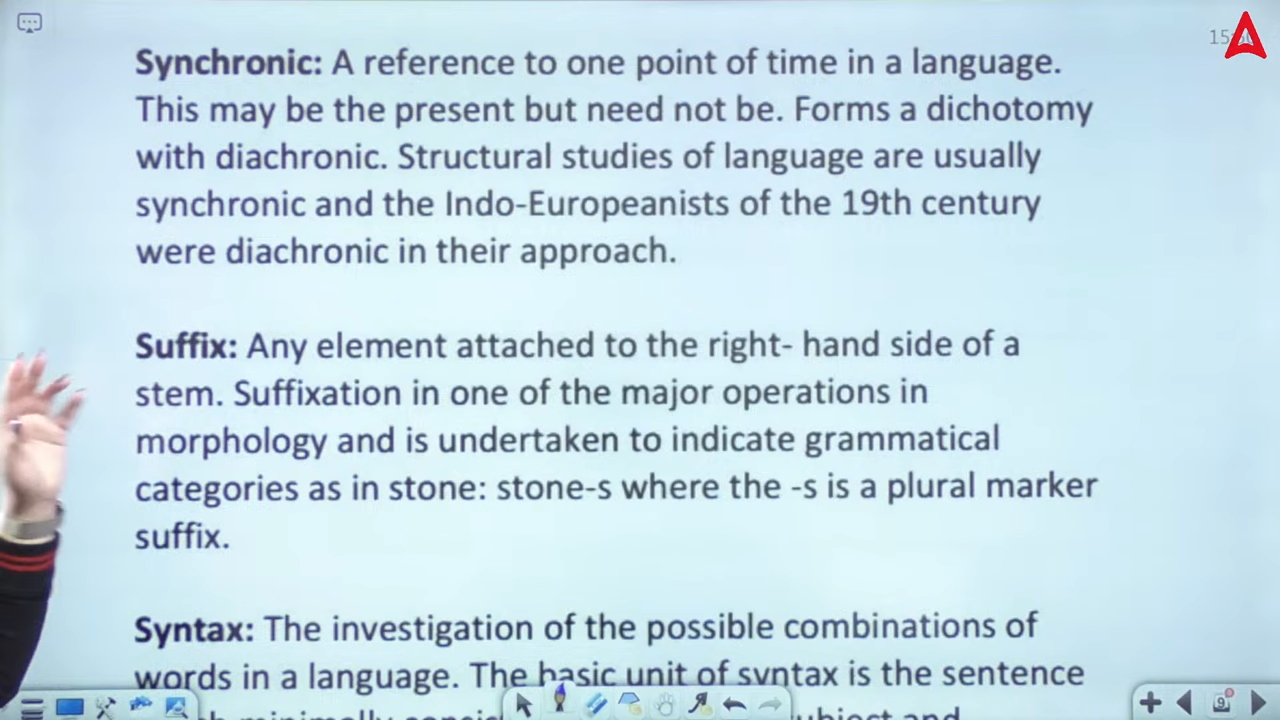 Synchronic: A reference to one point of time in a language.
This may be the present but need not be. Forms a dichotomy
with diachronic. Structural studies of language are usually
synchronic and the Indo-Europeanists of the 19th century
were diachronic in their approach.
Suffix: Any element attached to the right- hand side of a
stem. Suffixation in one of the major operations in
morphology and is undertaken to indicate grammatical
categories as in stone: stone-s where the -s is a plural marker
suffix.
Syntax: The investigation of the possible combinations of
words in a language. The basic unit of syntax is the sentence
minimally
and